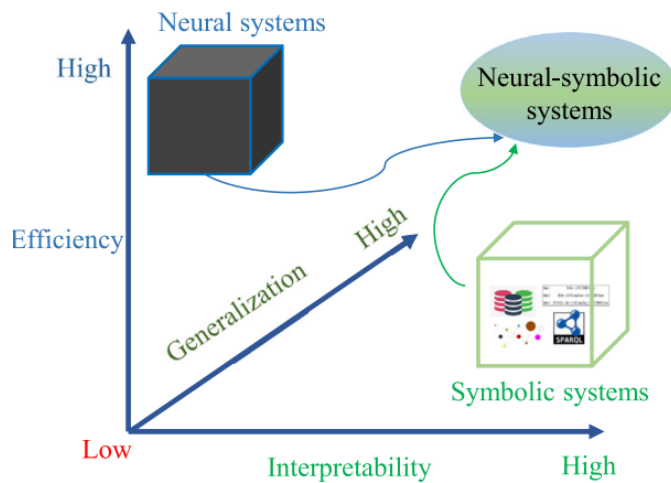 Neural systems
High
Neural-symbolic
systems
Efficiency
High
Generalization
SPARQL
Symbolic systems
Low
Interpretability
High